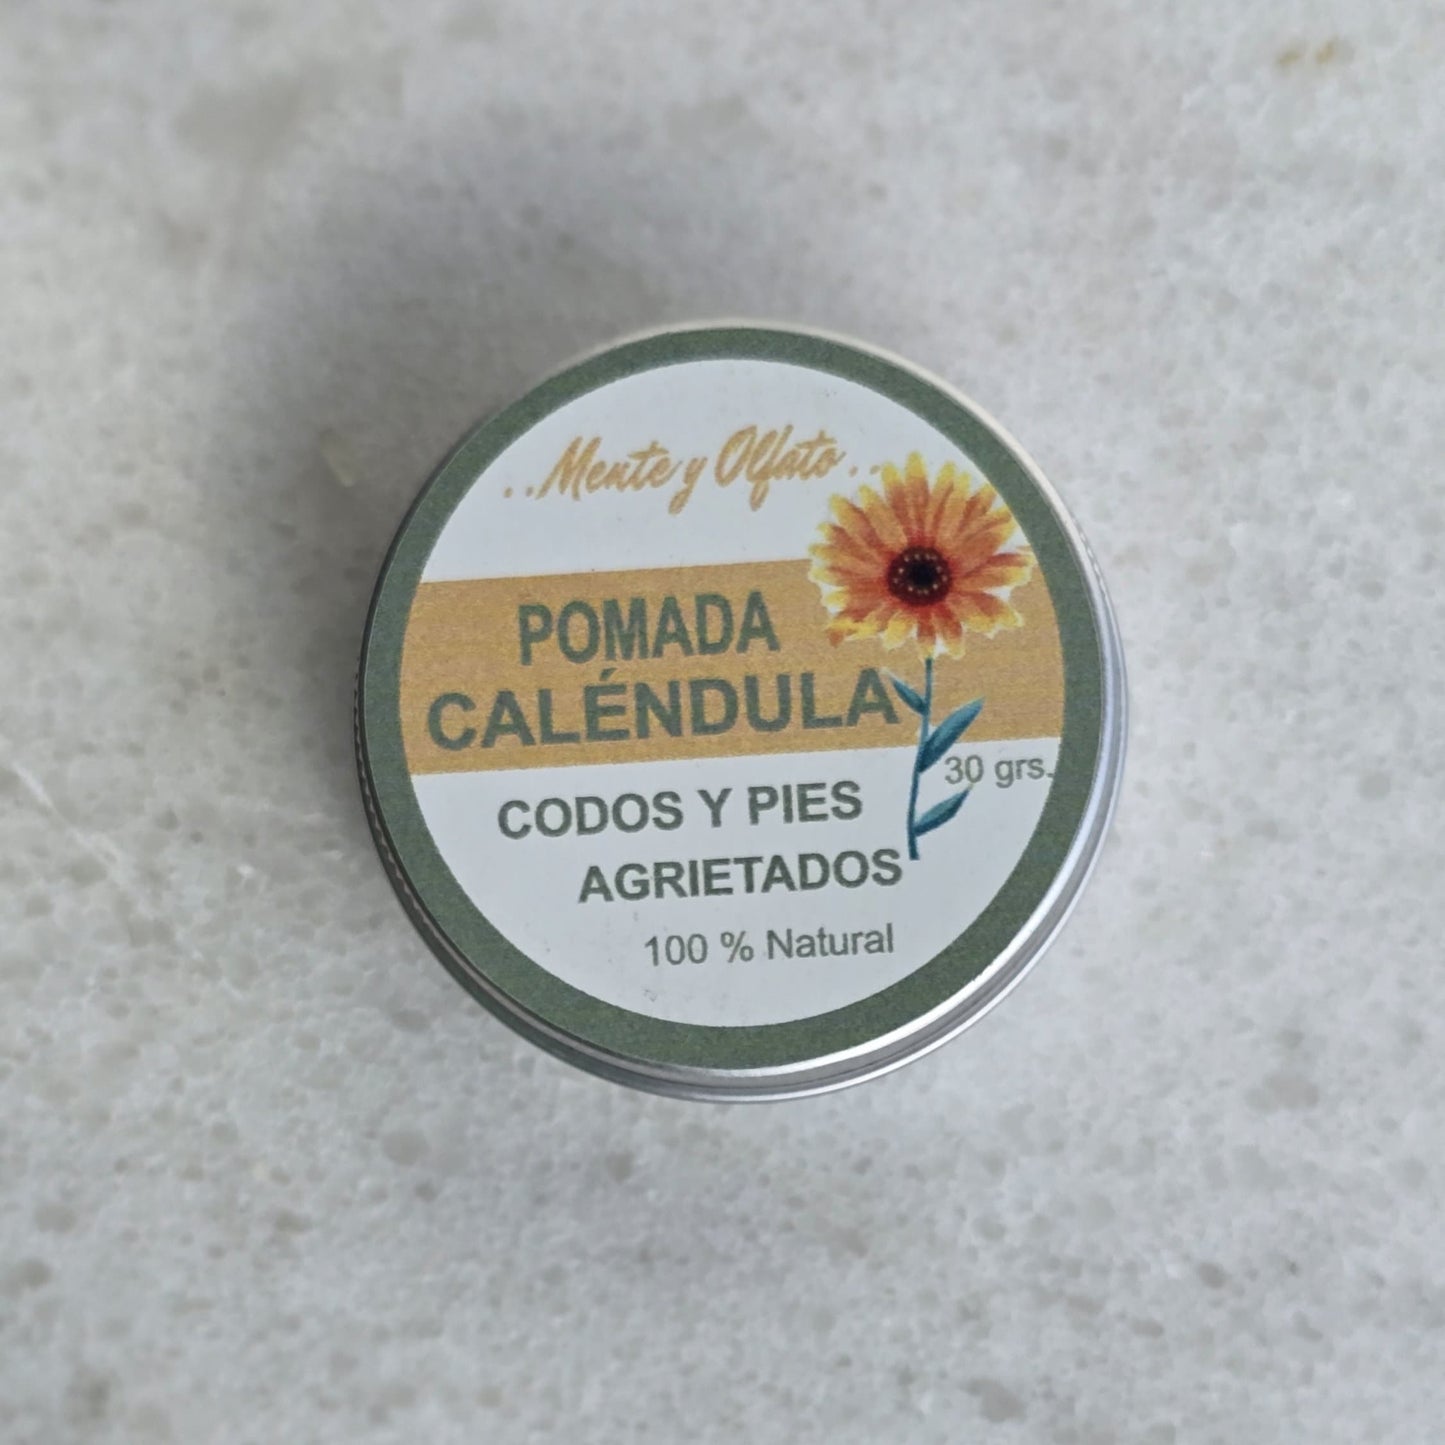 ..Mente y Olfato..
POMADA
CALÉNDULA
30 grs.
CODOS Y PIES
AGRIETADOS
100 % Natural